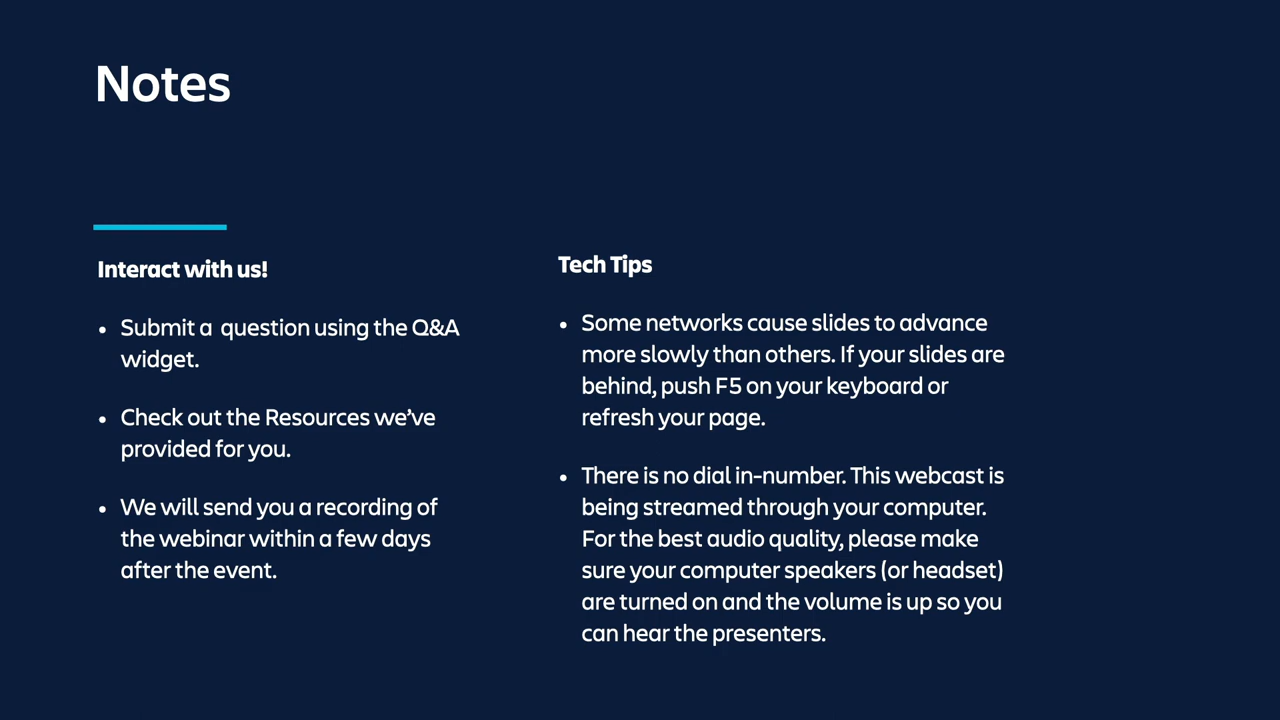 Notes
Interact with us!
• Submit a  question using the Q&A
widget.
• Check out the Resources we’ve
provided for you.
• We will send you a recording of
the webinar within a few days
after the event.
Tech Tips
• Some networks cause slides to advance
more slowly than others. If your slides are
behind, push F5 on your keyboard or
refresh your page.
• There is no dial in-number. This webcast is
being streamed through your computer.
For the best audio quality, please make
sure your computer speakers (or headset)
are turned on and the volume is up so you
can hear the presenters.